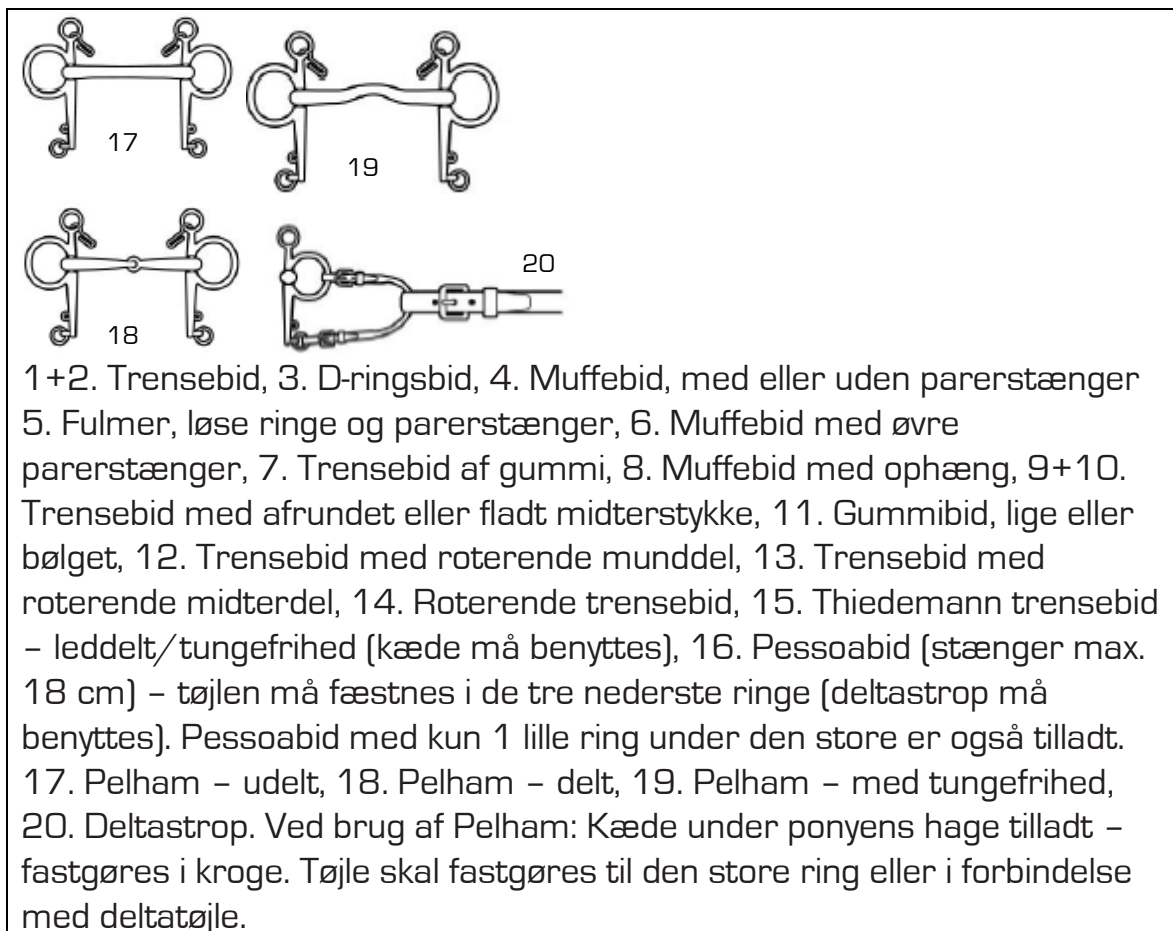 17
19
18
20
1+2. Trensebid, 3. D-ringsbid, 4. Muffebid, med eller uden parerstænger
5. Fulmer, løse ringe og parerstænger, 6. Muffebid med øvre
parerstænger, 7. Trensebid af gummi, 8. Muffebid med ophæng, 9+10.
Trensebid med afrundet eller fladt midterstykke, 11. Gummibid, lige eller
bølget, 12. Trensebid med roterende munddel, 13. Trensebid med
roterende midterdel, 14. Roterende trensebid, 15. Thiedemann trensebid
– leddelt/tungefrihed (kæde må benyttes), 16. Pessoabid (stænger max.
18 cm) – tøjlen må fæstnes i de tre nederste ringe (deltastrop må
benyttes). Pessoabid med kun 1 lille ring under den store er også tilladt.
17. Pelham – udelt, 18. Pelham – delt, 19. Pelham – med tungefrihed,
20. Deltastrop. Ved brug af Pelham: Kæde under ponyens hage tilladt –
fastgøres i kroge. Tøjle skal fastgøres til den store ring eller i forbindelse
med deltatøjle.